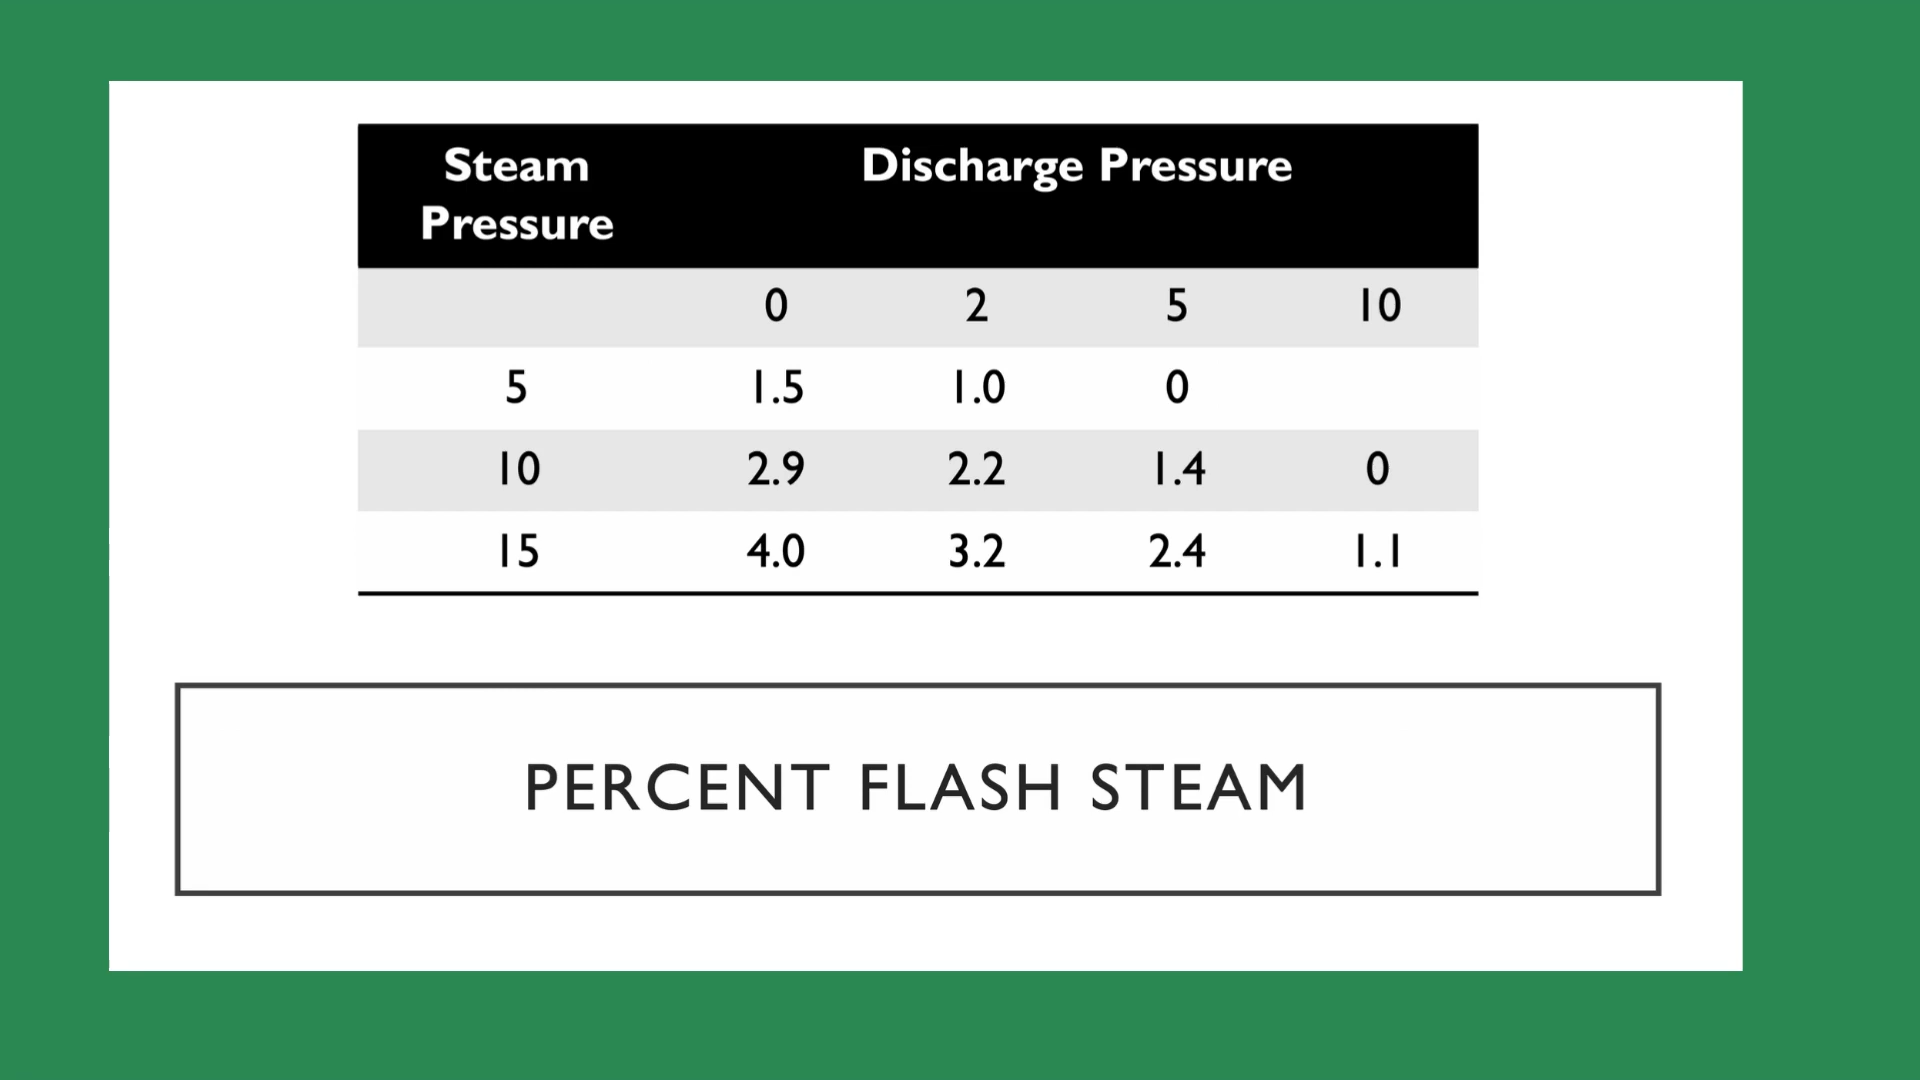 Steam Pressure Discharge Pressure
0 2 5 10
5 1.5 1.0 0
10 2.9 2.2 1.4 0
15 4.0 3.2 2.4 1.1
PERCENT FLASH STEAM